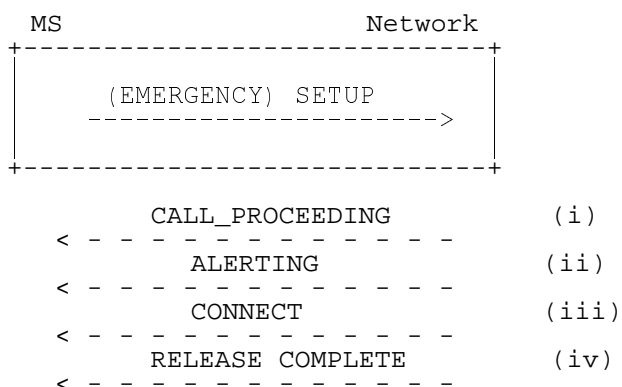 MS Network
(EMERGENCY) SETUP
CALL_PROCEEDING (i)
ALERTING (ii)
CONNECT (iii)
RELEASE COMPLETE (iv)